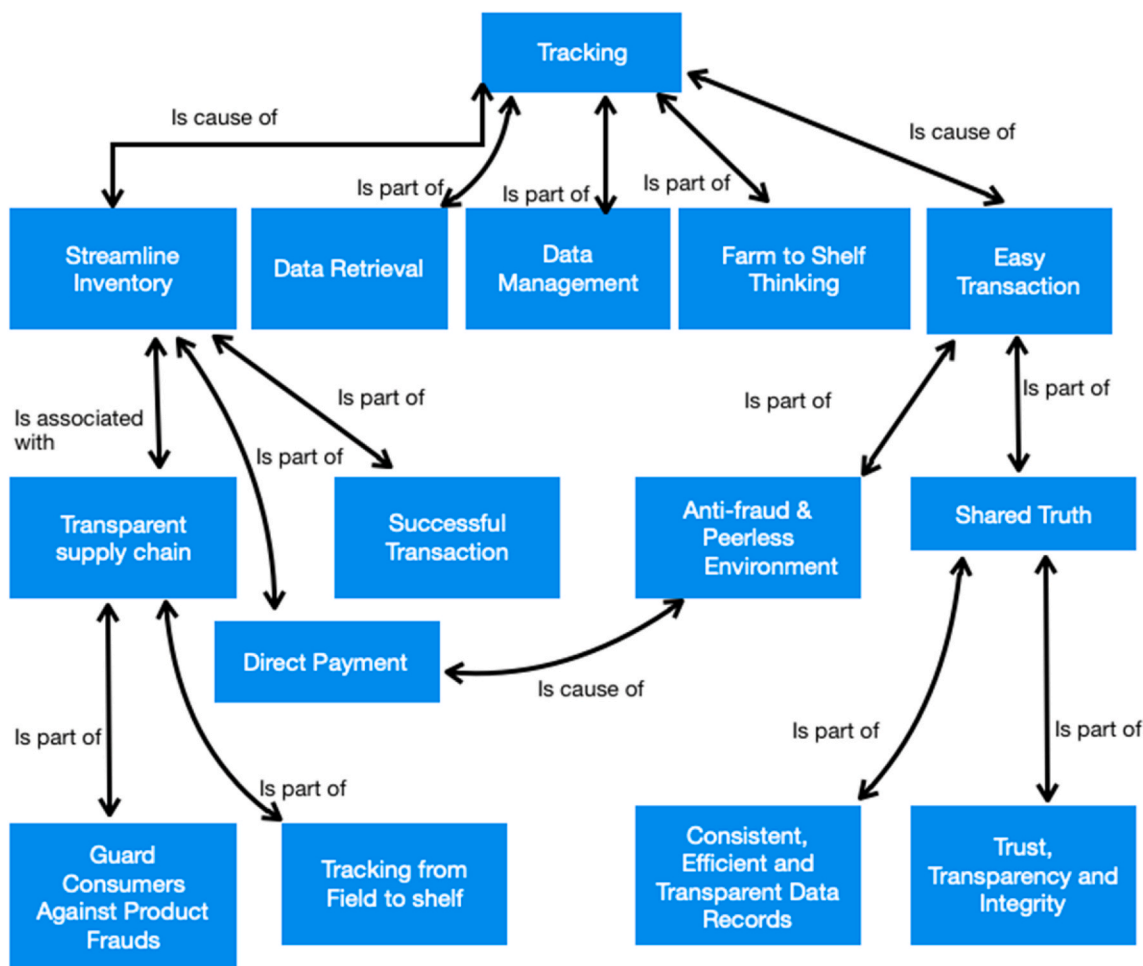 Tracking
Is cause of
Is cause of
Is part of
Is part of
Is part of
Streamline
Inventory
Data Retrieval
Data
Management
Farm to Shelf
Thinking
Easy
Transaction
Is associated
with
Is part of
Is part of
Is part of
Is part of
Transparent
supply chain
Successful
Transaction
Anti-fraud &
Peerless
Environment
Shared Truth
Direct Payment
Is cause of
Is part of
Is part of
Is part of
Is part of
Guard
Consumers
Against Product
Frauds
Tracking from
Field to shelf
Consistent,
Efficient and
Transparent Data
Records
Trust,
Transparency and
Integrity